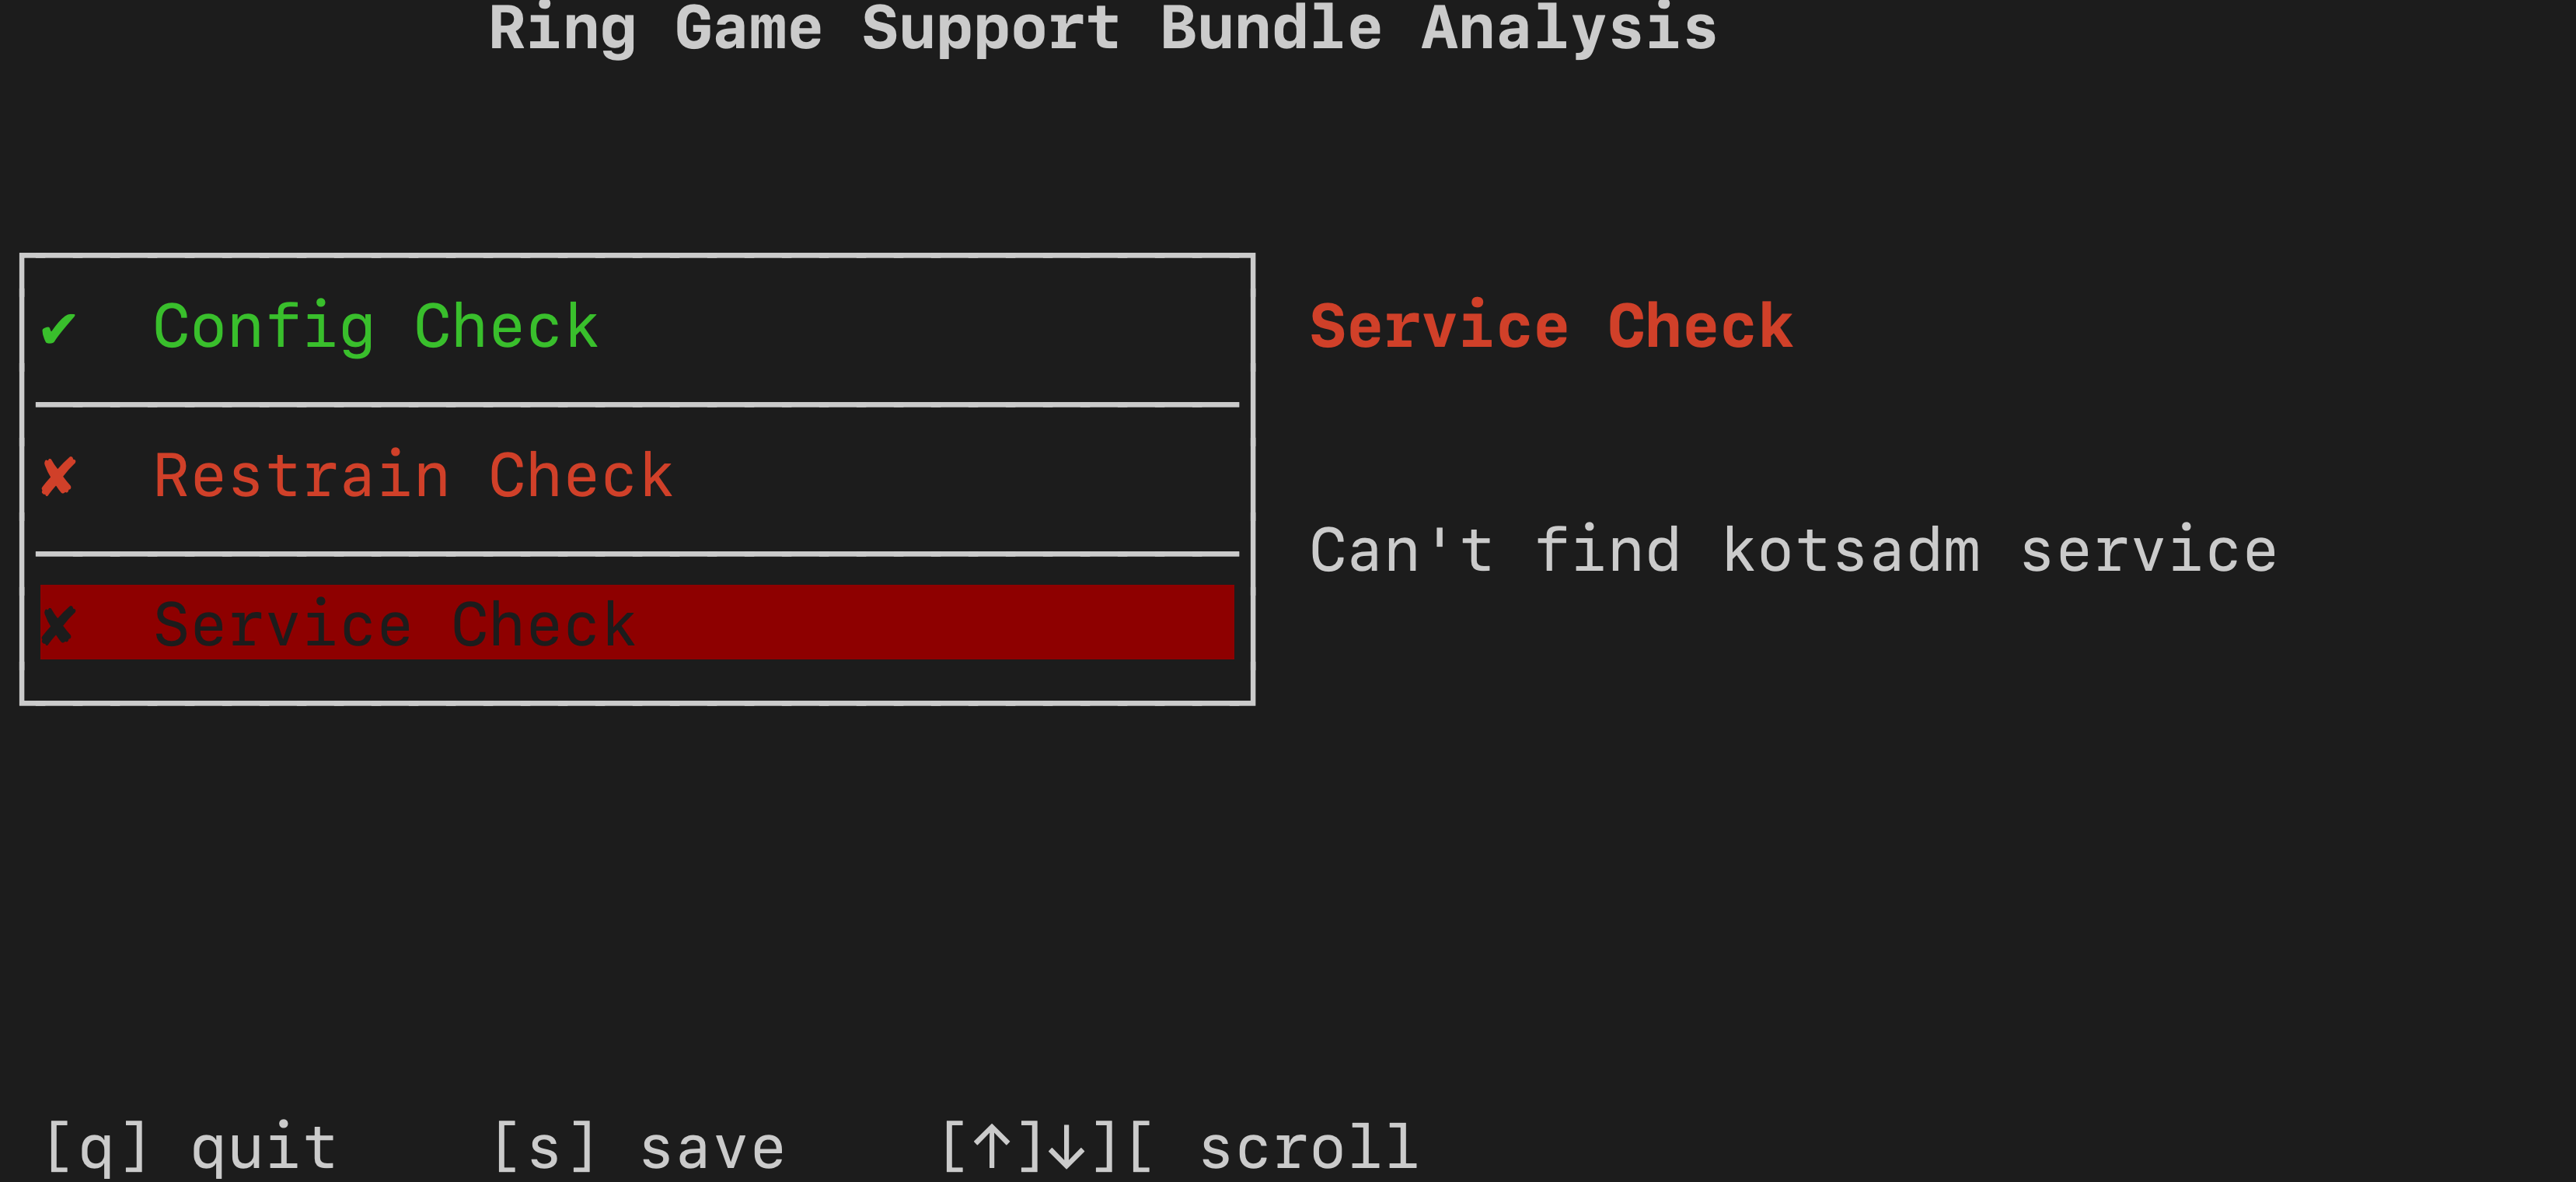 Ring Game Support Bundle Analysis
✔ Config Check
✘ Restrain Check
✘ Service Check
Service Check
Can't find kotsadm service
[q] quit [s] save [↑]↓][ scroll